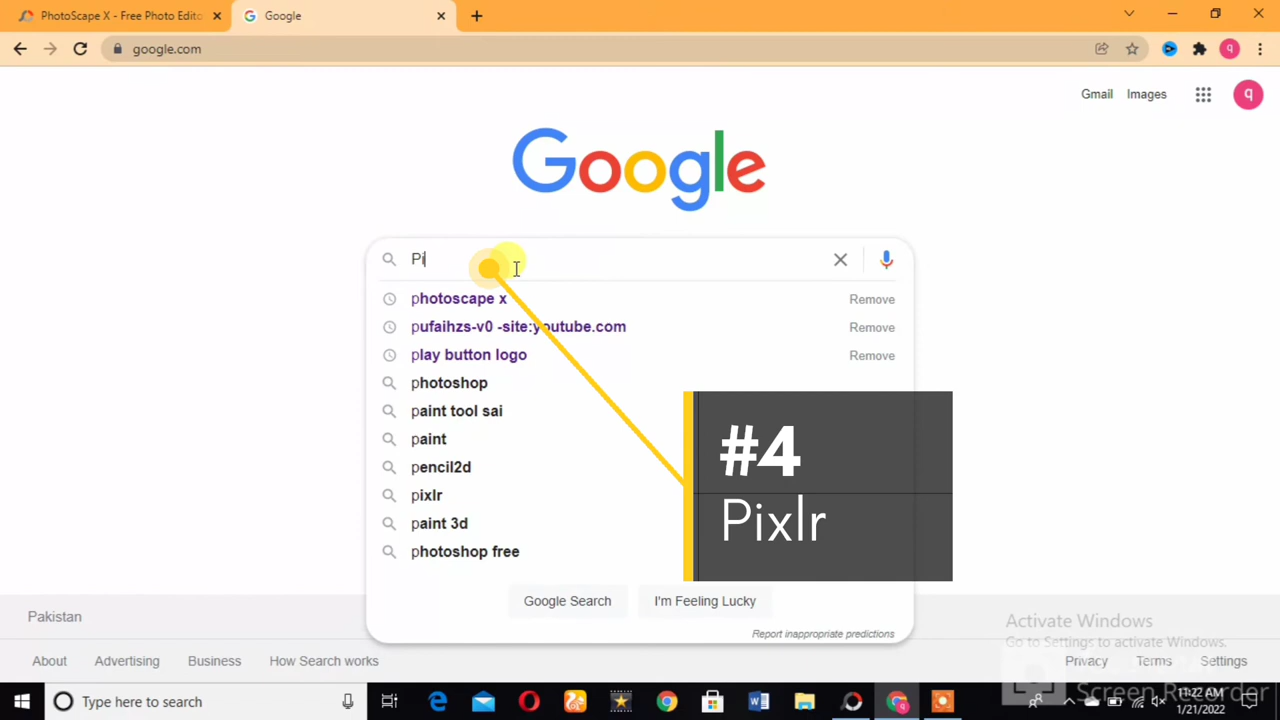 PhotoScape X - Free Photo Edito
Google
google.com
Gmail
Images
q
Google
Pi
photoscape x
Remove
pufaihzs-v0 -site:youtube.com
Remove
play button logo
Remove
photoshop
paint tool sai
paint
pencil2d
pixlr
paint 3d
photoshop free
#4
Pixlr
Google Search
I'm Feeling Lucky
Report inappropriate predictions
Pakistan
Activate Windows
Go to Settings to activate Windows.
About
Advertising
Business
How Search works
Privacy
Terms
Settings
Screen Recorder
Type here to search
11:22 AM
1/21/2022